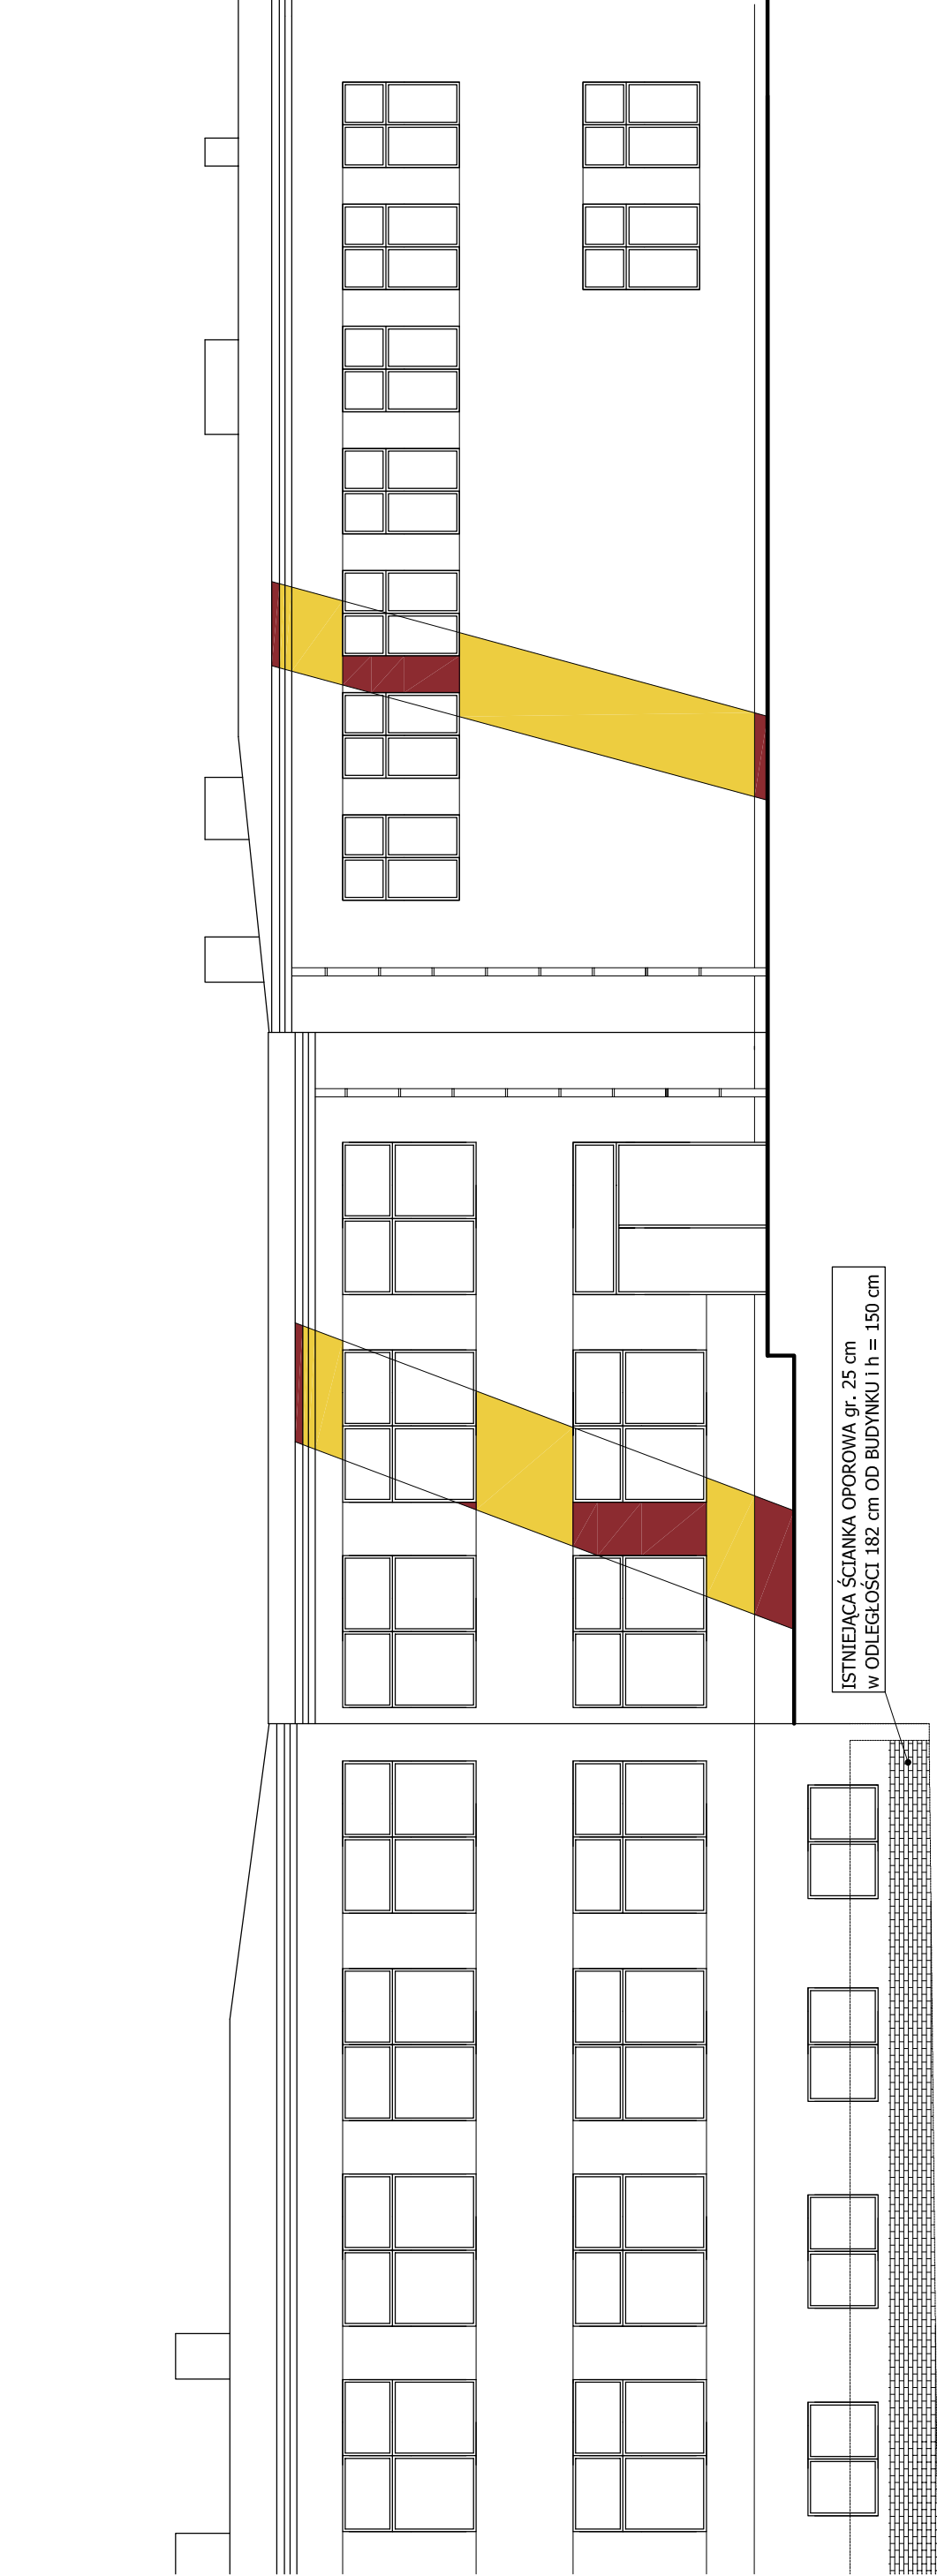 ISTNIEJĄCA ŚCIANKA OPOROWA gr. 25 cm
w ODLEGŁOŚCI 182 cm OD BUDYNKU i h = 150 cm